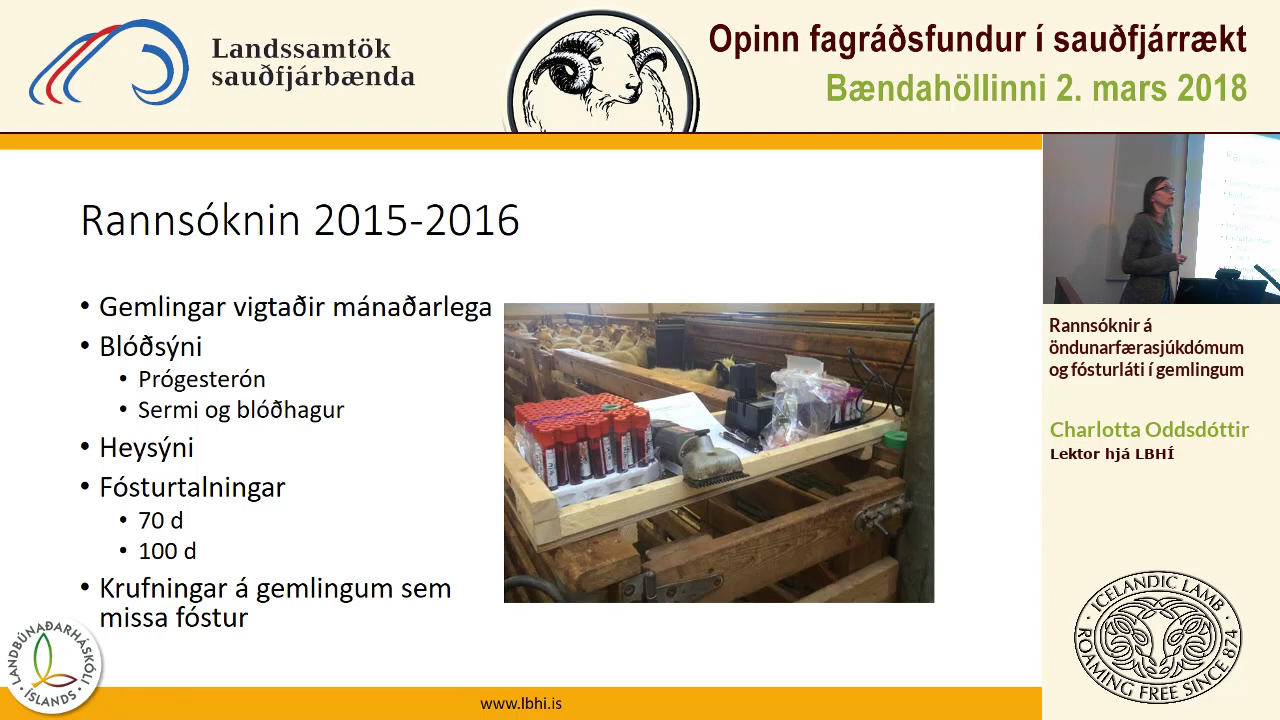 Landssamtök
sauðfjárbænda
Opinn fagráðsfundur í sauðfjárrækt
Bændahöllinni 2. mars 2018
Rannsóknin 2015-2016
• Gemlingar vigtaðir mánaðarlega
• Blóðsýni
• Prógesterón
• Sermi og blóðhagur
• Heysýni
• Fósturtalningar
• 70 d
• 100 d
• Krufningar á gemlingum sem
missa fóstur
Rannsóknir á
öndunarfærasjúkdómum
og fósturláti í gemlingum
Charlotta Oddsdóttir
Lektor hjá LBHÍ
· ICELANDIC LAMB ·
ROAMING FREE SINCE 874
LANDBÚNAÐARHÁSKÓLI
· ÍSLANDS ·
www.lbhi.is